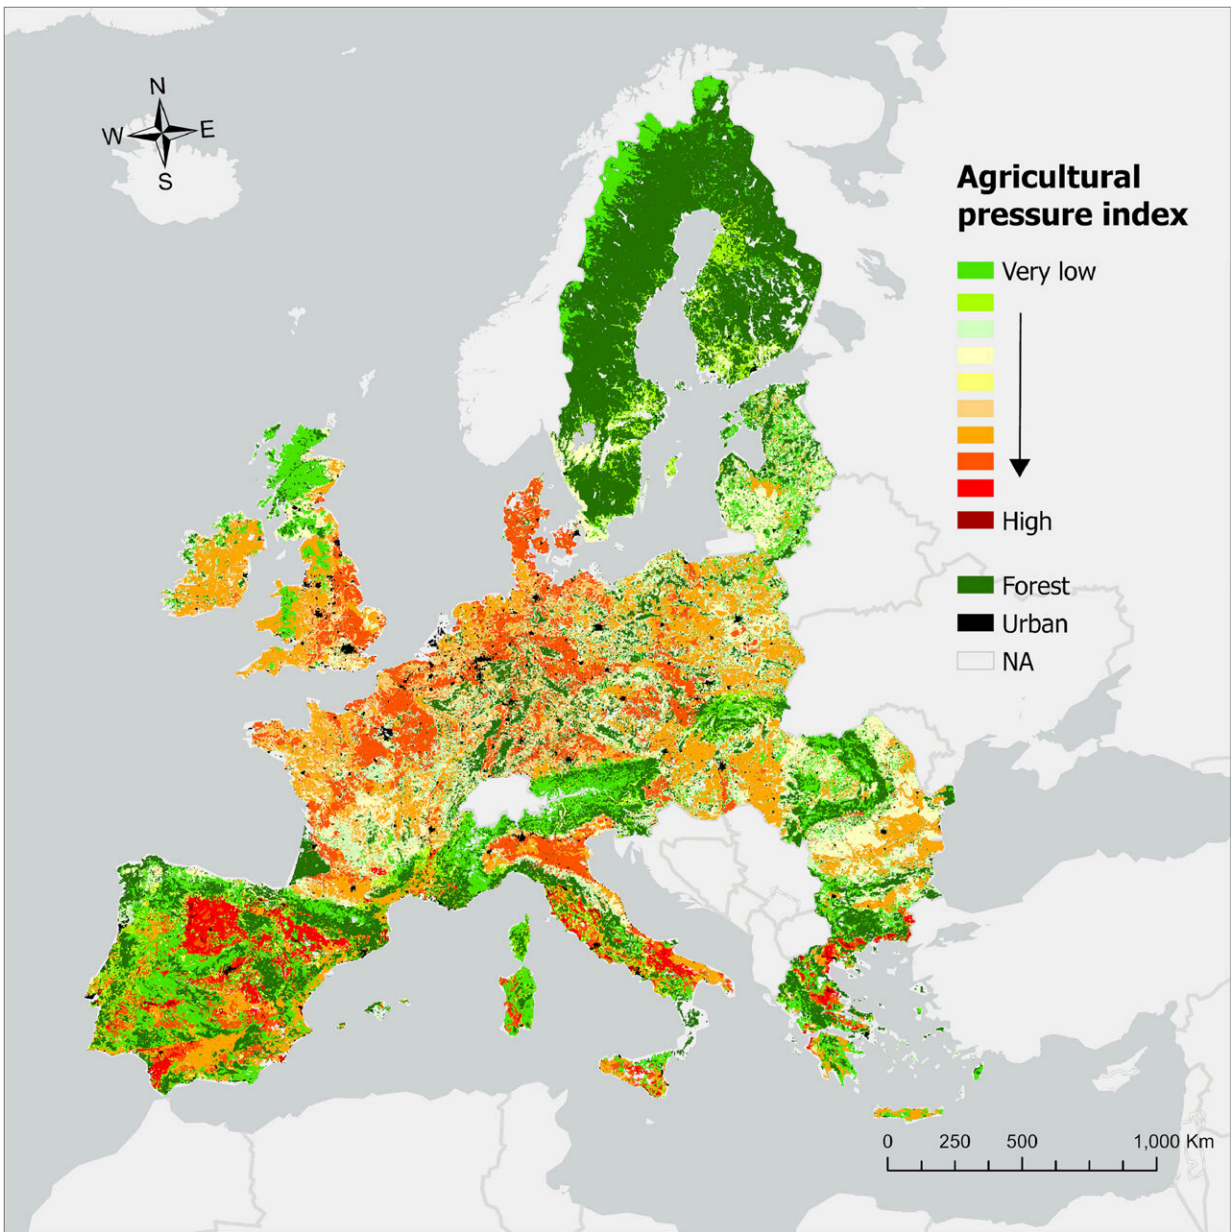 N
W E
S
Agricultural
pressure index
Very low
High
Forest
Urban
NA
0 250 500 1,000 Km